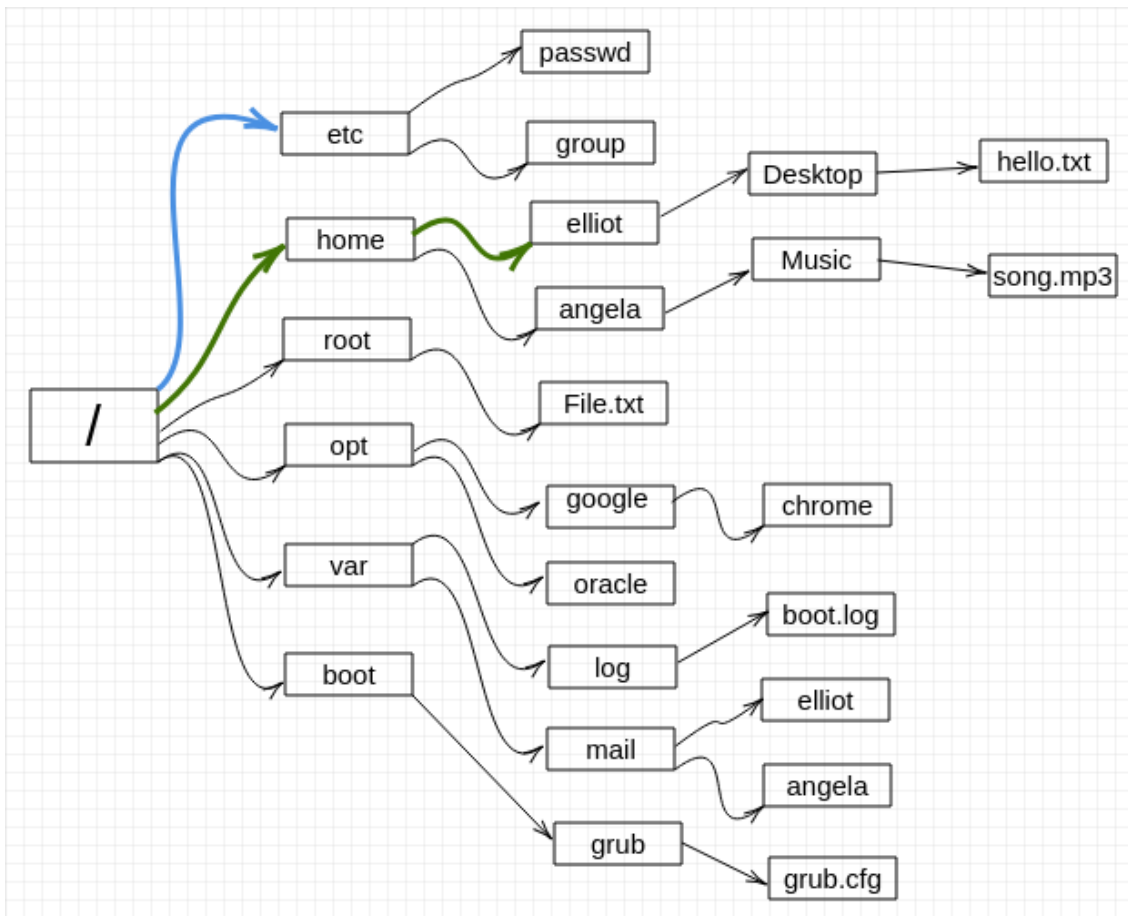 passwd
etc
group
hello.txt
Desktop
elliot
home
Music
song.mp3
angela
root
File.txt
/
opt
google
chrome
var
oracle
boot.log
log
boot
elliot
mail
angela
grub
grub.cfg